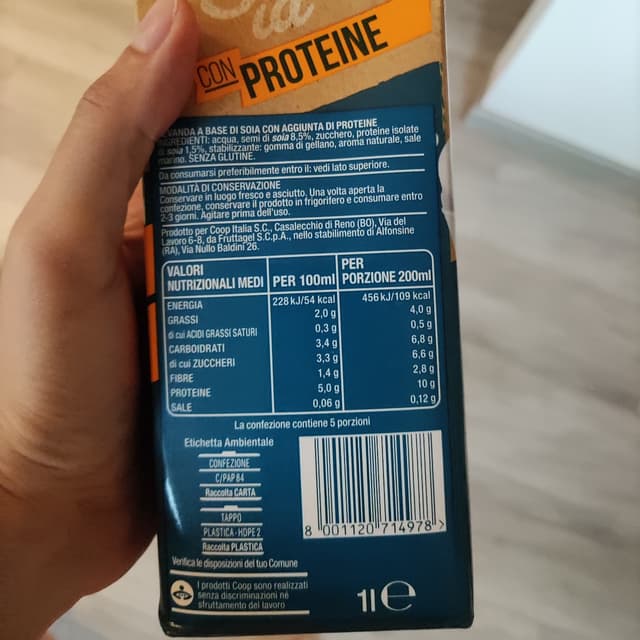 ia
CON PROTEINE
VANDA A BASE DI SOIA CON AGGIUNTA DI PROTEINE
INGREDIENTI: acqua, semi di soia 8,5%, zucchero, proteine isolate
di soia 1,5%, stabilizzante: gomma di gellano, aroma naturale, sale
marino. SENZA GLUTINE.
Da consumarsi preferibilmente entro il: vedi lato superiore.
MODALITÀ DI CONSERVAZIONE
Conservare in luogo fresco e asciutto. Una volta aperta la
confezione, conservare il prodotto in frigorifero e consumare entro
2-3 giorni. Agitare prima dell'uso.
Prodotto per Coop Italia S.C., Casalecchio di Reno (BO), Via del
Lavoro 6-8, da Fruttagel S.C.p.A., nello stabilimento di Alfonsine
(RA), Via Nullo Baldini 26.
VALORI NUTRIZIONALI MEDI PER 100ml PER PORZIONE 200ml
ENERGIA 228 kJ/54 kcal 456 kJ/109 kcal
GRASSI 2,0 g 4,0 g
di cui ACIDI GRASSI SATURI 0,3 g 0,5 g
CARBOIDRATI 3,4 g 6,8 g
di cui ZUCCHERI 3,3 g 6,6 g
FIBRE 1,4 g 2,8 g
PROTEINE 5,0 g 10 g
SALE 0,06 g 0,12 g
La confezione contiene 5 porzioni
Etichetta Ambientale
CONFEZIONE
C/PAP 84
Raccolta CARTA
TAPPO
PLASTICA-HDPE 2
Raccolta PLASTICA
Verifica le disposizioni del tuo Comune
8 001120 714978 >
I prodotti Coop sono realizzati
senza discriminazioni né
sfruttamento del lavoro
1l e